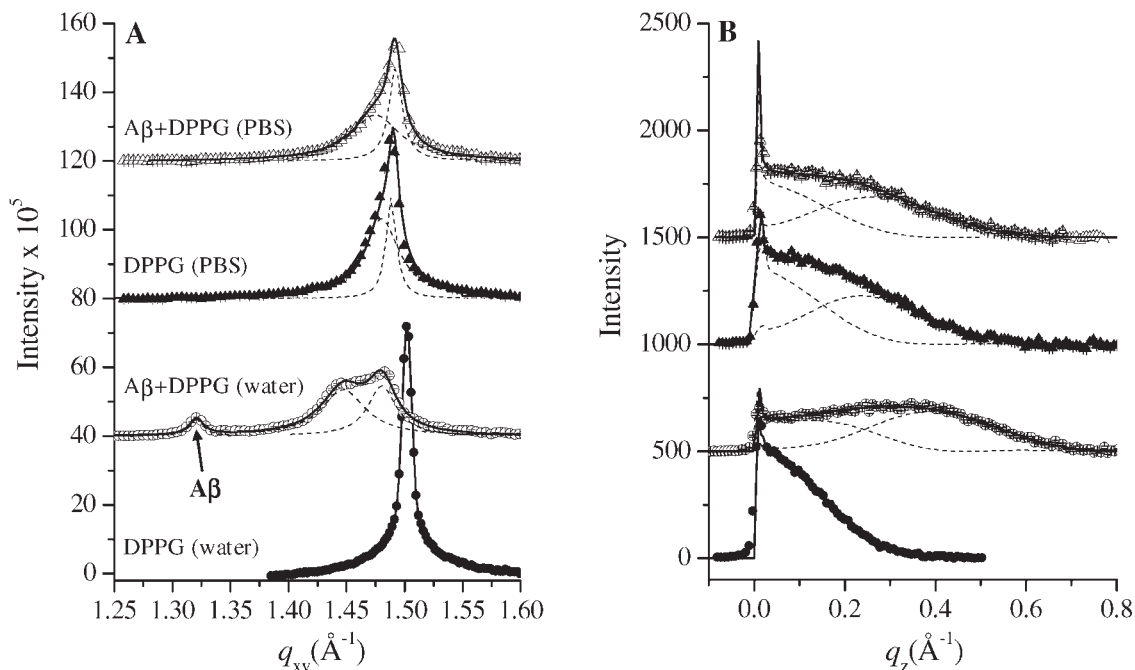 A
160
140
120
100
80
60
40
20
0
Intensity x 10⁵
Aβ+DPPG (PBS)
DPPG (PBS)
Aβ+DPPG (water)
Aβ
DPPG (water)
1.25 1.30 1.35 1.40 1.45 1.50 1.55 1.60
q_xy(Å⁻¹)
B
2500
2000
1500
1000
500
0
Intensity
0.0 0.2 0.4 0.6 0.8
q_z(Å⁻¹)